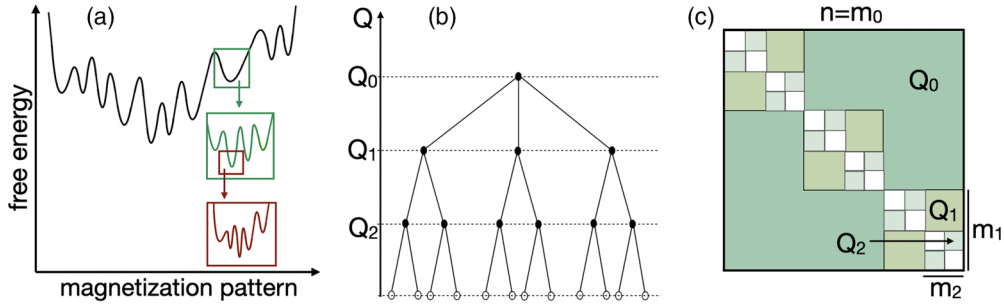 (a)
free energy
magnetization pattern
(b)
Q
Q₀
Q₁
Q₂
(c)
n=m₀
Q₀
Q₁
Q₂
m₁
m₂